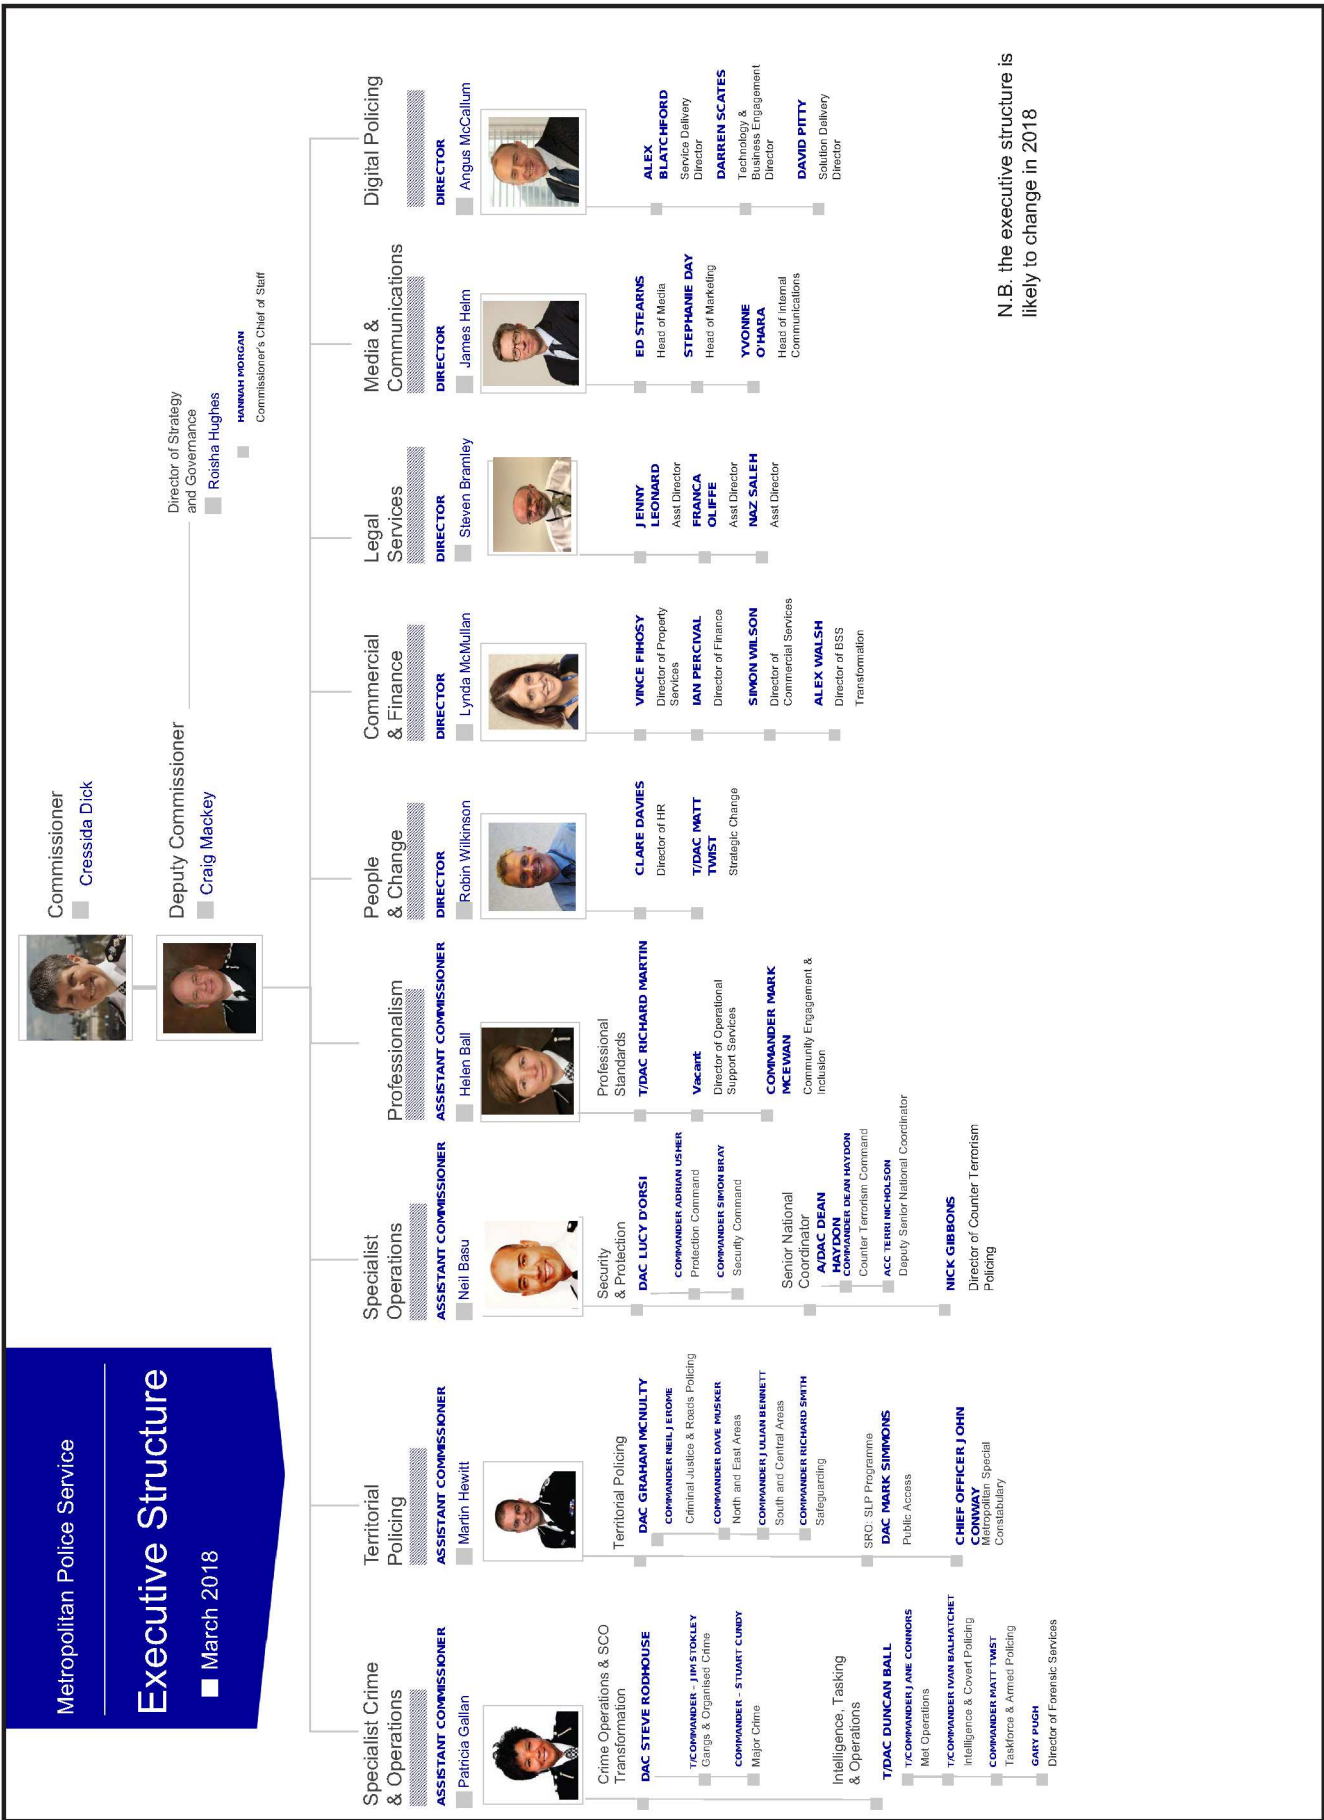 Metropolitan Police Service
Executive Structure
March 2018
Commissioner
Cressida Dick
Deputy Commissioner
Craig Mackey
Director of Strategy
and Governance
Roisha Hughes
HANNAH MORGAN
Commissioner's Chief of Staff
Specialist Crime
& Operations
ASSISTANT COMMISSIONER
Patricia Gallan
Crime Operations & SCO
Transformation
DAC STEVE RODHOUSE
T/COMMANDER – JIM STOKLEY
Gangs & Organised Crime
COMMANDER – STUART CUNDY
Major Crime
Intelligence, Tasking
& Operations
T/DAC DUNCAN BALL
T/COMMANDER JANE CONNORS
Met Operations
T/COMMANDER IVAN BALHATCHET
Intelligence & Covert Policing
COMMANDER MATT TWIST
Taskforce & Armed Policing
GARY PUGH
Director of Forensic Services
Territorial
Policing
ASSISTANT COMMISSIONER
Martin Hewitt
Territorial Policing
DAC GRAHAM MCNULTY
COMMANDER NEIL JEROME
Criminal Justice & Roads Policing
COMMANDER DAVE MUSKER
North and East Areas
COMMANDER JULIAN BENNETT
South and Central Areas
COMMANDER RICHARD SMITH
Safeguarding
SRO: SLP Programme
DAC MARK SIMMONS
Public Access
CHIEF OFFICER JOHN
CONWAY
Metropolitan Special
Constabulary
Specialist
Operations
ASSISTANT COMMISSIONER
Neil Basu
Security
& Protection
DAC LUCY D'ORSI
COMMANDER ADRIAN USHER
Protection Command
COMMANDER SIMON BRAY
Security Command
Senior National
Coordinator
A/DAC DEAN
HAYDON
COMMANDER DEAN HAYDON
Counter Terrorism Command
ACC TERRI NICHOLSON
Deputy Senior National Coordinator
NICK GIBBONS
Director of Counter Terrorism
Policing
Professionalism
ASSISTANT COMMISSIONER
Helen Ball
Professional
Standards
T/DAC RICHARD MARTIN
Vacant
Director of Operational
Support Services
COMMANDER MARK
MCEWAN
Community Engagement &
Inclusion
People
& Change
DIRECTOR
Robin Wilkinson
CLARE DAVIES
Director of HR
T/DAC MATT
TWIST
Strategic Change
Commercial
& Finance
DIRECTOR
Lynda McMullan
VINCE FIHOSY
Director of Property
Services
IAN PERCIVAL
Director of Finance
SIMON WILSON
Director of
Commercial Services
ALEX WALSH
Director of BSS
Transformation
Legal
Services
DIRECTOR
Steven Bramley
JENNY
LEONARD
Asst Director
FRANCA
OLIFFE
Asst Director
NAZ SALEH
Asst Director
Media &
Communications
DIRECTOR
James Helm
ED STEARNS
Head of Media
STEPHANIE DAY
Head of Marketing
YVONNE
O'HARA
Head of Internal
Communications
Digital Policing
DIRECTOR
Angus McCallum
ALEX
BLATCHFORD
Service Delivery
Director
DARREN SCATES
Technology &
Business Engagement
Director
DAVID PITTY
Solution Delivery
Director
N.B. the executive structure is
likely to change in 2018